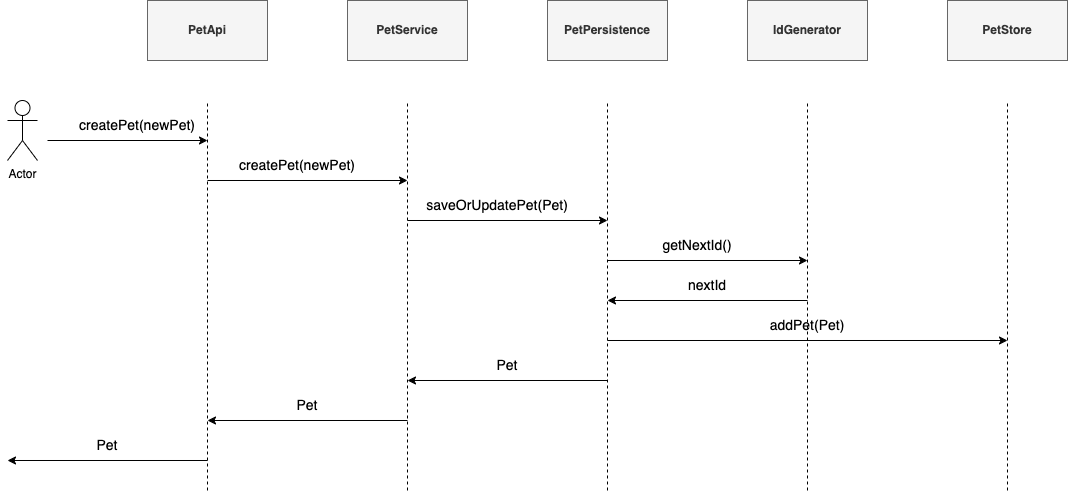 PetApi
PetService
PetPersistence
IdGenerator
PetStore
createPet(newPet)
Actor
createPet(newPet)
saveOrUpdatePet(Pet)
getNextId()
nextId
addPet(Pet)
Pet
Pet
Pet